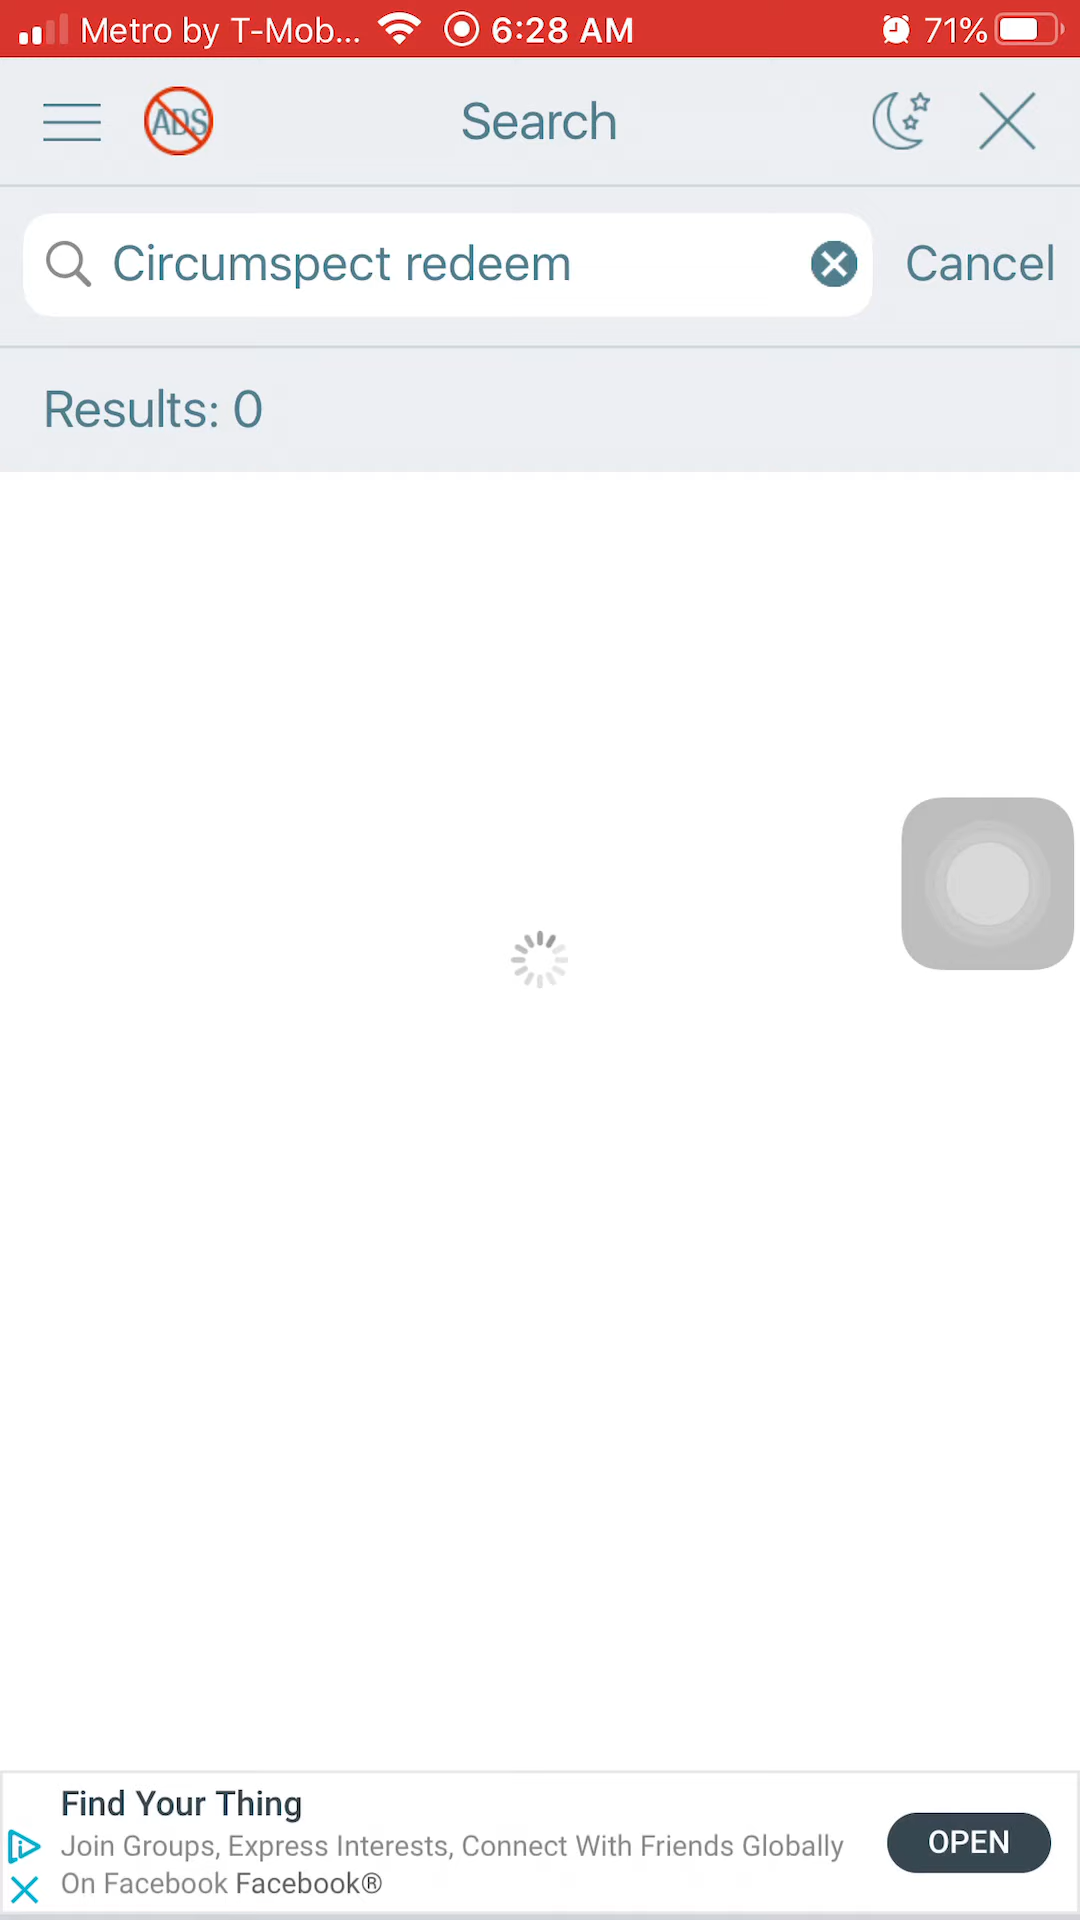 Metro by T-Mob... 6:28 AM 71%
ADS Search
Circumspect redeem Cancel
Results: 0
Find Your Thing
Join Groups, Express Interests, Connect With Friends Globally
On Facebook Facebook®
OPEN